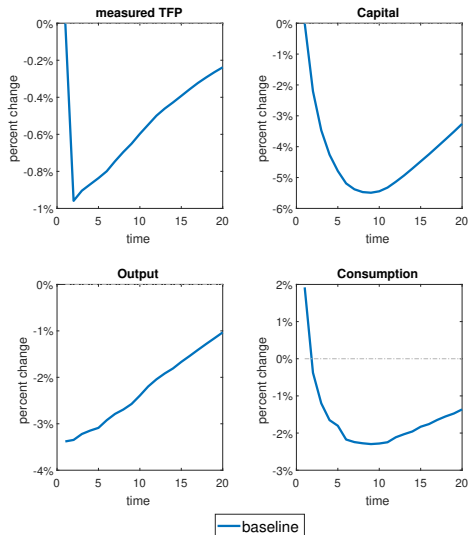 measured TFP
0%
-0.2%
-0.4%
-0.6%
-0.8%
-1%
percent change
0 5 10 15 20
time
Capital
0%
-1%
-2%
-3%
-4%
-5%
-6%
percent change
0 5 10 15 20
time
Output
0%
-1%
-2%
-3%
-4%
percent change
0 5 10 15 20
time
Consumption
2%
1%
0%
-1%
-2%
-3%
percent change
0 5 10 15 20
time
baseline